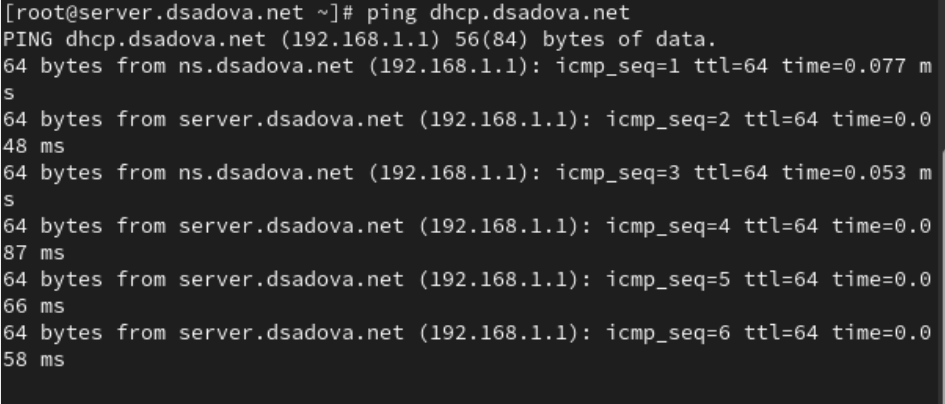 [root@server.dsadova.net ~]# ping dhcp.dsadova.net
PING dhcp.dsadova.net (192.168.1.1) 56(84) bytes of data.
64 bytes from ns.dsadova.net (192.168.1.1): icmp_seq=1 ttl=64 time=0.077 m
s
64 bytes from server.dsadova.net (192.168.1.1): icmp_seq=2 ttl=64 time=0.0
48 ms
64 bytes from ns.dsadova.net (192.168.1.1): icmp_seq=3 ttl=64 time=0.053 m
s
64 bytes from server.dsadova.net (192.168.1.1): icmp_seq=4 ttl=64 time=0.0
87 ms
64 bytes from server.dsadova.net (192.168.1.1): icmp_seq=5 ttl=64 time=0.0
66 ms
64 bytes from server.dsadova.net (192.168.1.1): icmp_seq=6 ttl=64 time=0.0
58 ms